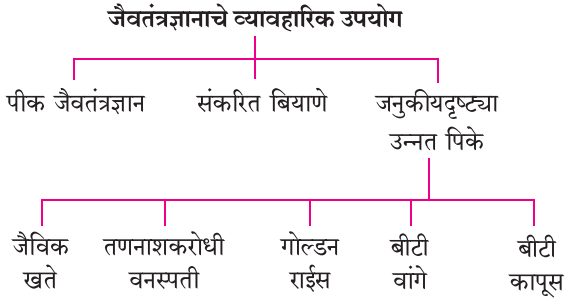 जैवतंत्रज्ञानाचे व्यावहारिक उपयोग
पीक जैवतंत्रज्ञान
संकरित बियाणे
जनुकीयदृष्ट्या
उन्नत पिके
जैविक
खते
तणनाशकरोधी
वनस्पती
गोल्डन
राईस
बीटी
वांगे
बीटी
कापूस